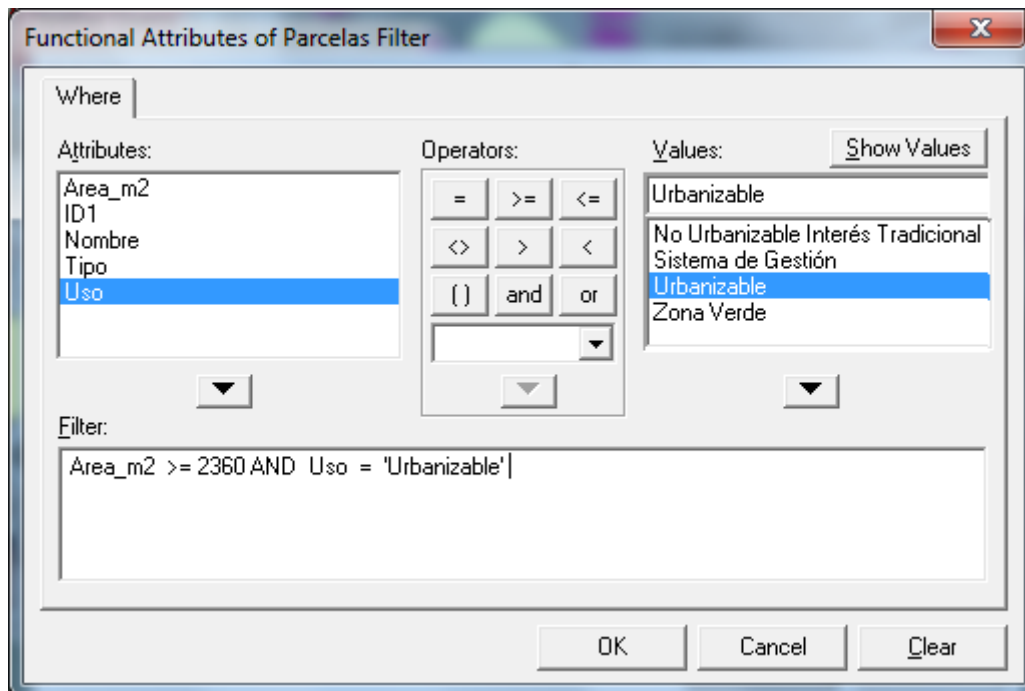 Functional Attributes of Parcelas Filter
x
Where
Attributes:
Operators:
Values:
Show Values
Area_m2
ID1
Nombre
Tipo
Uso
=
>=
<=
<>
>
<
()
and
or
Urbanizable
No Urbanizable Interés Tradicional
Sistema de Gestión
Urbanizable
Zona Verde
Filter:
Area_m2 >= 2360 AND Uso = 'Urbanizable'
OK
Cancel
Clear